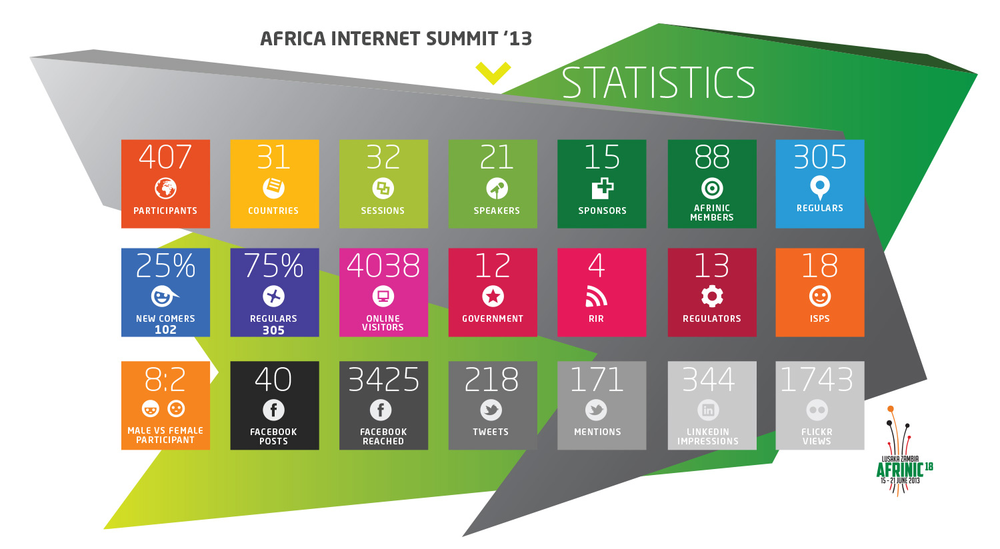 AFRICA INTERNET SUMMIT ‘13
STATISTICS
407
PARTICIPANTS
31
COUNTRIES
32
SESSIONS
21
SPEAKERS
15
SPONSORS
88
AFRINIC
MEMBERS
305
REGULARS
25%
NEW COMERS
102
75%
REGULARS
305
4038
ONLINE
VISITORS
12
GOVERNMENT
4
RIR
13
REGULATORS
18
ISPS
8:2
MALE VS FEMALE
PARTICIPANT
40
FACEBOOK
POSTS
3425
FACEBOOK
REACHED
218
TWEETS
171
MENTIONS
344
LINKEDIN
IMPRESSIONS
1743
FLICKR
VIEWS
LUSAKA ZAMBIA
AFRINIC 18
15 - 21 JUNE 2013